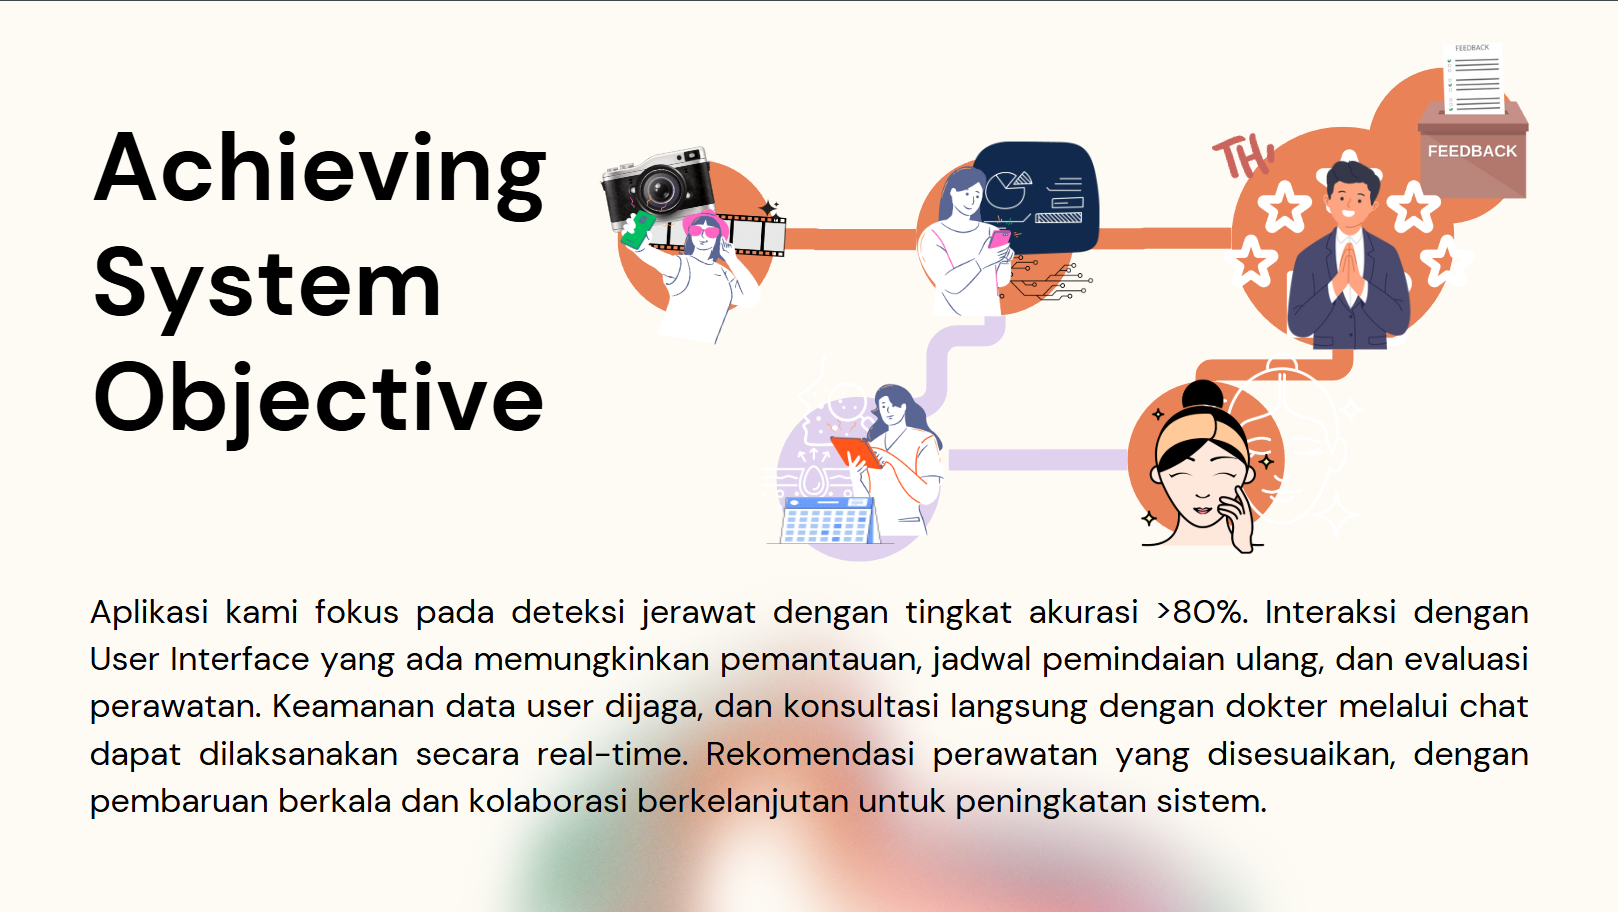 Achieving
System
Objective
FEEDBACK
FEEDBACK
TH
Aplikasi kami fokus pada deteksi jerawat dengan tingkat akurasi >80%. Interaksi dengan
User Interface yang ada memungkinkan pemantauan, jadwal pemindaian ulang, dan evaluasi
perawatan. Keamanan data user dijaga, dan konsultasi langsung dengan dokter melalui chat
dapat dilaksanakan secara real-time. Rekomendasi perawatan yang disesuaikan, dengan
pembaruan berkala dan kolaborasi berkelanjutan untuk peningkatan sistem.